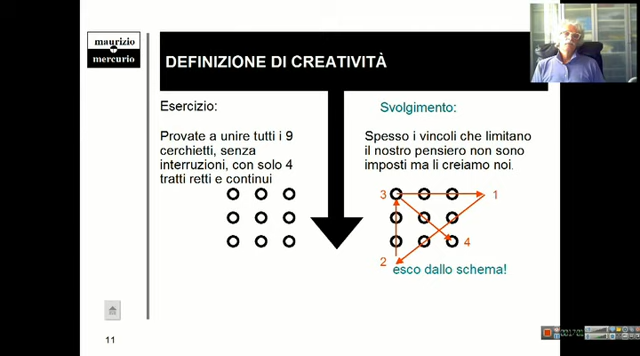 maurizio
mercurio
DEFINIZIONE DI CREATIVITÀ
Esercizio:
Provate a unire tutti i 9
cerchietti, senza
interruzioni, con solo 4
tratti retti e continui
Svolgimento:
Spesso i vincoli che limitano
il nostro pensiero non sono
imposti ma li creiamo noi.
3
1
4
2
esco dallo schema!
11